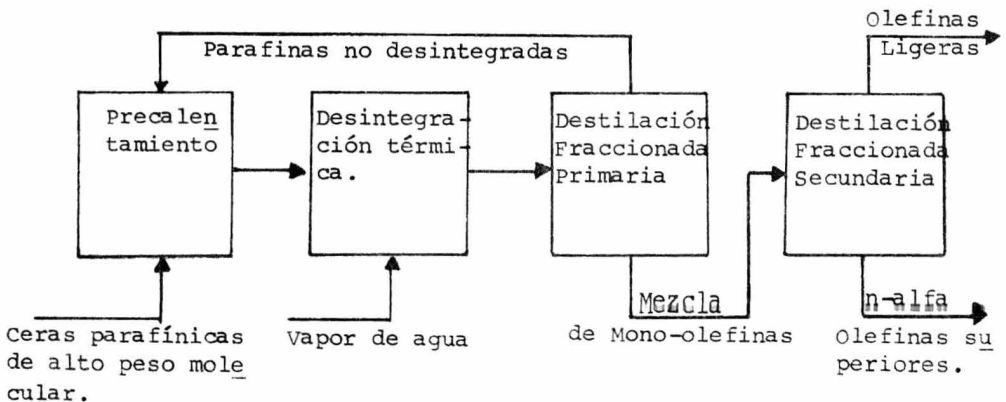 Olefinas
Ligeras
Parafinas no desintegradas
Precalen
tamiento
Desintegra-
ción térmi-
ca.
Destilación
Fraccionada
Primaria
Destilación
Fraccionada
Secundaria
Ceras parafínicas
de alto peso mole
cular.
Vapor de agua
Mezcla
de Mono-olefinas
n-alfa
Olefinas su
periores.